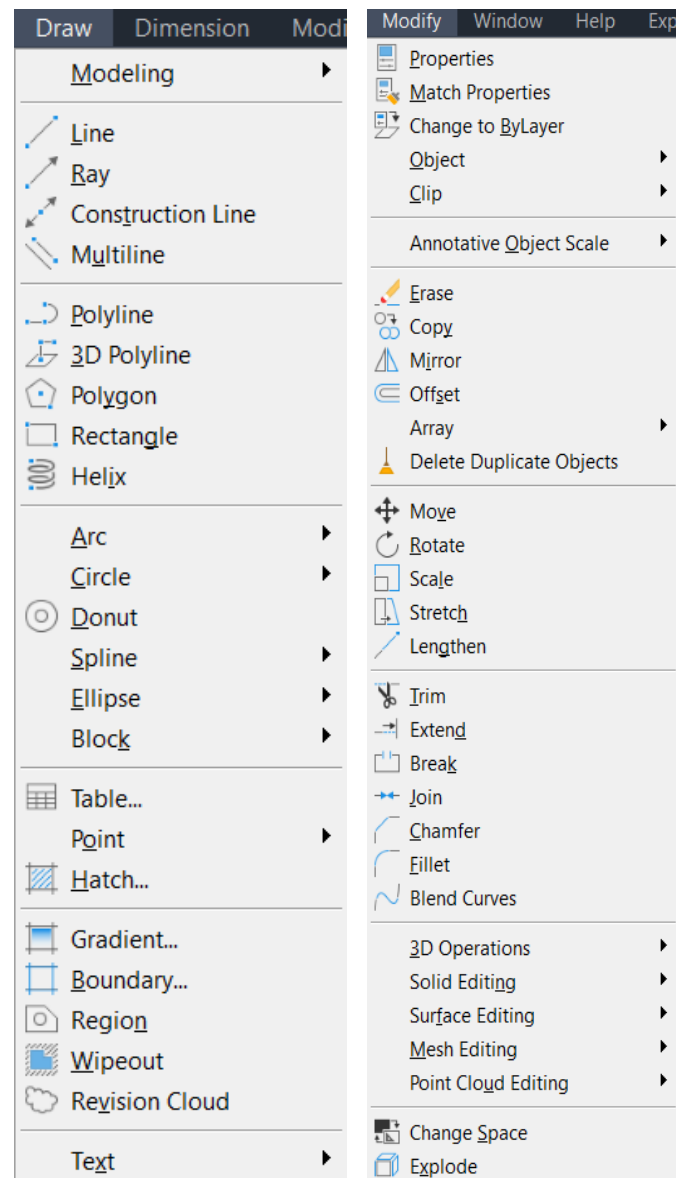 Draw Dimension Modi
Modeling
Line
Ray
Construction Line
Multiline
Polyline
3D Polyline
Polygon
Rectangle
Helix
Arc
Circle
Donut
Spline
Ellipse
Block
Table...
Point
Hatch...
Gradient...
Boundary...
Region
Wipeout
Revision Cloud
Text
Modify Window Help Exp
Properties
Match Properties
Change to ByLayer
Object
Clip
Annotative Object Scale
Erase
Copy
Mirror
Offset
Array
Delete Duplicate Objects
Move
Rotate
Scale
Stretch
Lengthen
Trim
Extend
Break
Join
Chamfer
Fillet
Blend Curves
3D Operations
Solid Editing
Surface Editing
Mesh Editing
Point Cloud Editing
Change Space
Explode